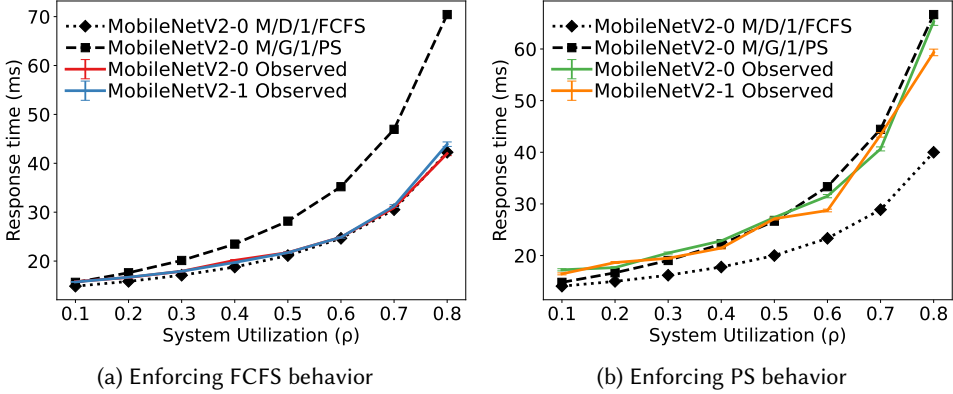 MobileNetV2-0 M/D/1/FCFS
MobileNetV2-0 M/G/1/PS
MobileNetV2-0 Observed
MobileNetV2-1 Observed
Response time (ms)
70
60
50
40
30
20
0.1 0.2 0.3 0.4 0.5 0.6 0.7 0.8
System Utilization (ρ)
(a) Enforcing FCFS behavior
MobileNetV2-0 M/D/1/FCFS
MobileNetV2-0 M/G/1/PS
MobileNetV2-0 Observed
MobileNetV2-1 Observed
Response time (ms)
60
50
40
30
20
0.1 0.2 0.3 0.4 0.5 0.6 0.7 0.8
System Utilization (ρ)
(b) Enforcing PS behavior